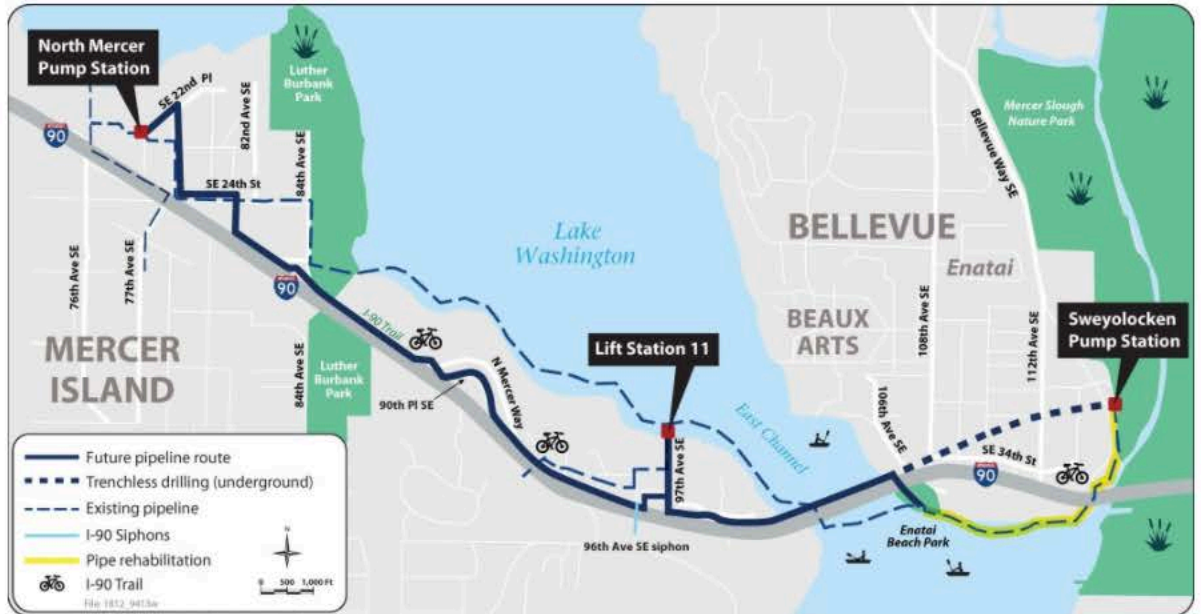 North Mercer
Pump Station
SE 22nd Pl
Luther
Burbank
Park
82nd Ave SE
84th Ave SE
90
SE 24th St
76th Ave SE
77th Ave SE
INTERSTATE
90
MERCER
ISLAND
84th Ave SE
Luther
Burbank
Park
I-90 Trail
90th Pl SE
N Mercer Way
Lake
Washington
Lift Station 11
97th Ave SE
96th Ave SE siphon
East Channel
BELLEVUE
Enatai
BEAUX
ARTS
Bellevue Way SE
Mercer Slough
Nature Park
108th Ave SE
112th Ave SE
106th Ave SE
Sweyolocken
Pump Station
SE 34th St
90
Enatai
Beach Park
Future pipeline route
Trenchless drilling (underground)
Existing pipeline
I-90 Siphons
Pipe rehabilitation
I-90 Trail
File: 1812_9413w
N
0 500 1,000 Ft